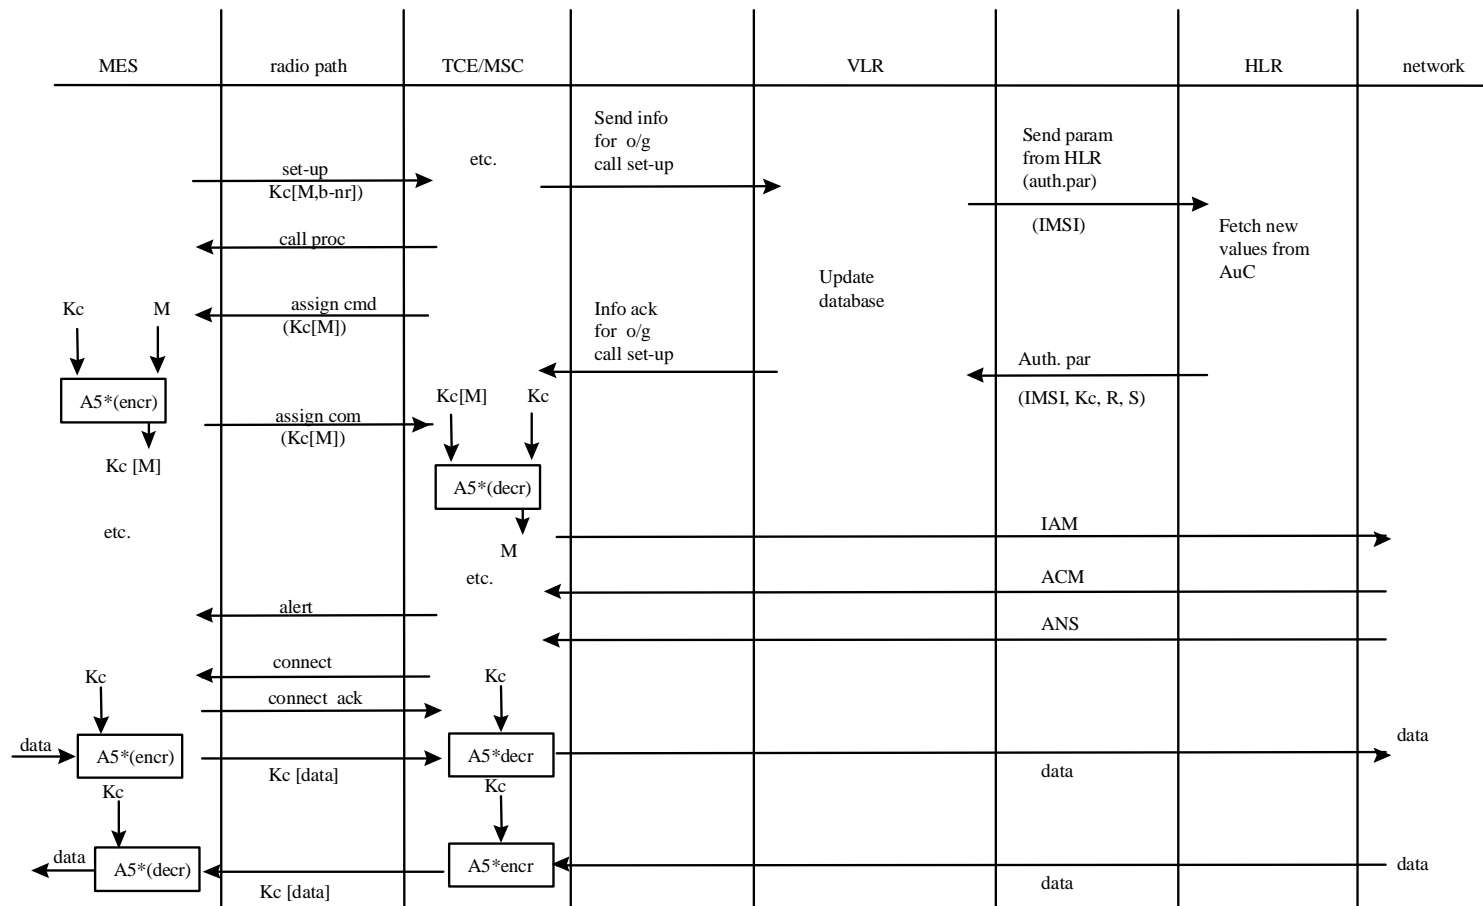 MES radio path TCE/MSC VLR HLR network
Send info
for o/g
call set-up
Send param
from HLR
(auth.par)
etc.
set-up
Kc[M,b-nr])
(IMSI)
Fetch new
values from
AuC
call proc
Update
database
Kc M
assign cmd
(Kc[M])
Info ack
for o/g
call set-up
Auth. par
(IMSI, Kc, R, S)
A5*(encr)
Kc[M] Kc
assign com
(Kc[M])
Kc [M]
A5*(decr)
etc.
M
IAM
etc.
ACM
alert
ANS
connect
Kc
Kc
connect ack
data
A5*(encr)
A5*decr
data
Kc [data]
data
Kc
Kc
data
A5*(decr)
A5*encr
data
Kc [data]
data